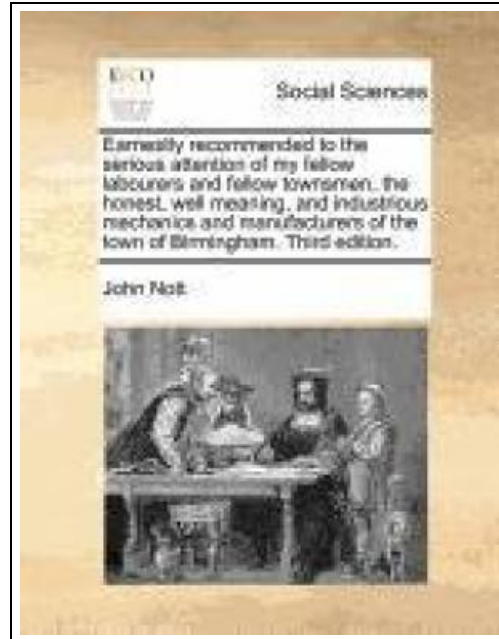 ECCO
Social Sciences
Earnestly recommended to the
serious attention of my fellow
labourers and fellow townsmen, the
honest, well meaning, and industrious
mechanics and manufacturers of the
town of Birmingham. Third edition.
John Nott